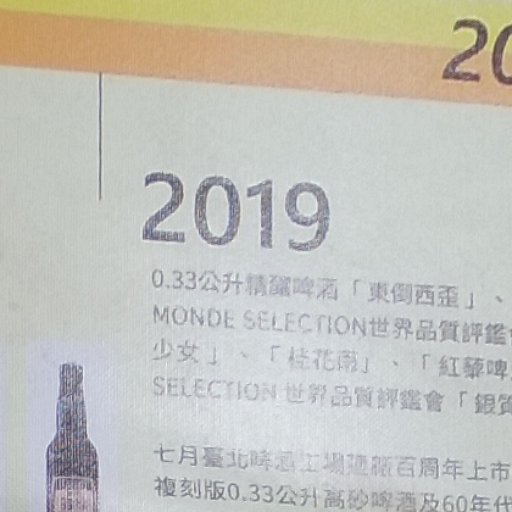 20
2019
0.33公升精釀啤酒「東倒西歪」、
MONDE SELECTION世界品質評鑑會
少女」、「桂花雨」、「紅藜啤
SELECTION 世界品質評鑑會「銀質
七月臺北啤酒工場建廠百周年上市
複刻版0.33公升高砂啤酒及60年代